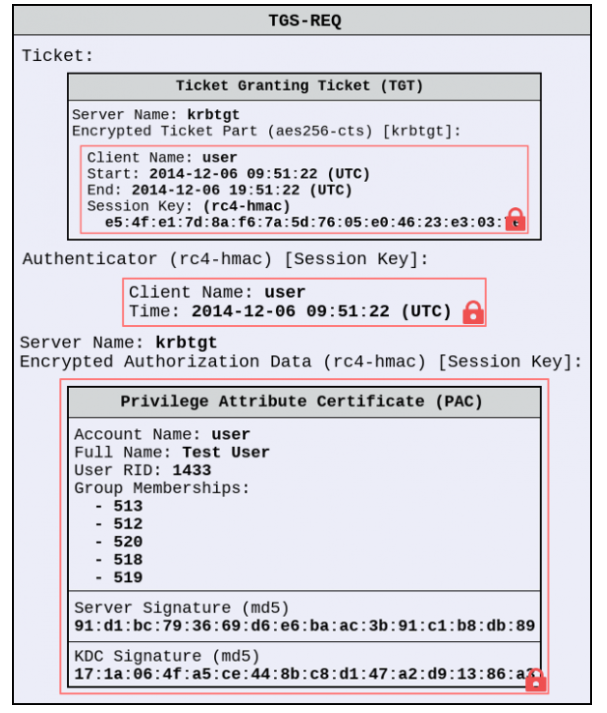 TGS-REQ
Ticket:
Ticket Granting Ticket (TGT)
Server Name: krbtgt
Encrypted Ticket Part (aes256-cts) [krbtgt]:
Client Name: user
Start: 2014-12-06 09:51:22 (UTC)
End: 2014-12-06 19:51:22 (UTC)
Session Key: (rc4-hmac)
e5:4f:e1:7d:8a:f6:7a:5d:76:05:e0:46:23:e3:03:
Authenticator (rc4-hmac) [Session Key]:
Client Name: user
Time: 2014-12-06 09:51:22 (UTC)
Server Name: krbtgt
Encrypted Authorization Data (rc4-hmac) [Session Key]:
Privilege Attribute Certificate (PAC)
Account Name: user
Full Name: Test User
User RID: 1433
Group Memberships:
- 513
- 512
- 520
- 518
- 519
Server Signature (md5)
91:d1:bc:79:36:69:d6:e6:ba:ac:3b:91:c1:b8:db:89
KDC Signature (md5)
17:1a:06:4f:a5:ce:44:8b:c8:d1:47:a2:d9:13:86: